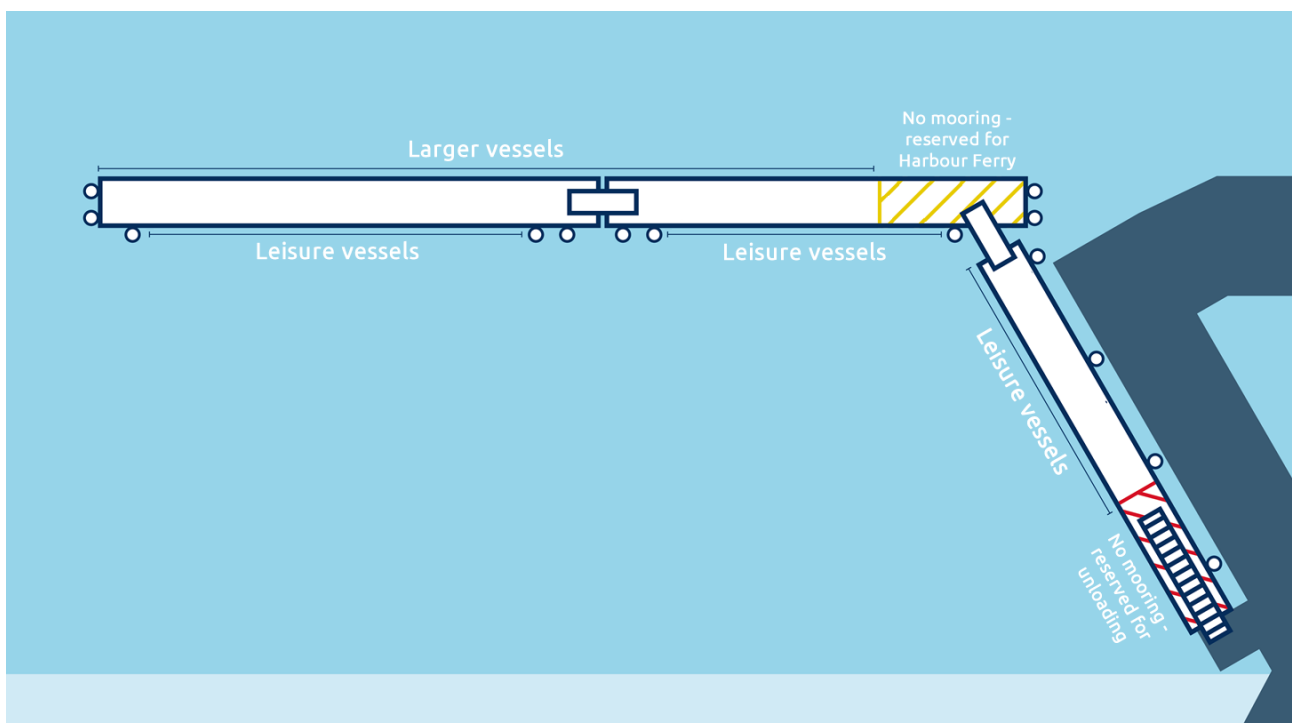 No mooring -
reserved for
Harbour Ferry
Larger vessels
Leisure vessels
Leisure vessels
Leisure vessels
No mooring -
reserved for
unloading